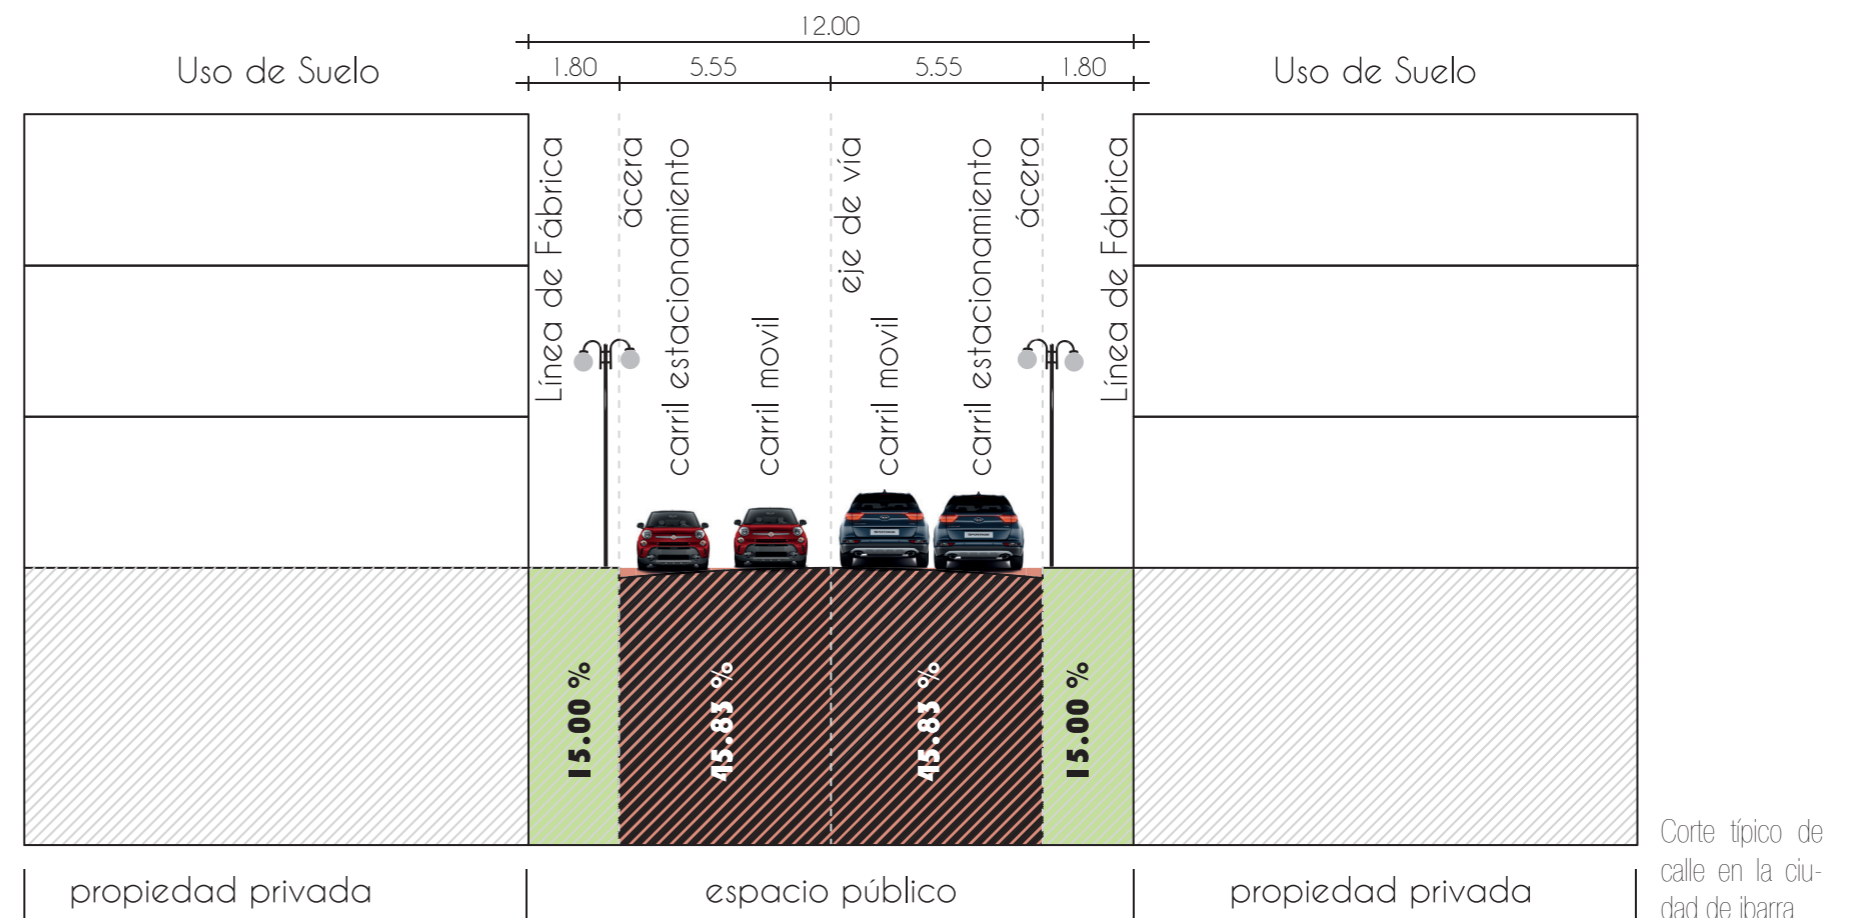 12.00
Uso de Suelo
1.80
5.55
5.55
1.80
Uso de Suelo
Línea de Fábrica
ácera
carril estacionamiento
carril movil
eje de vía
carril movil
carril estacionamiento
ácera
Línea de Fábrica
15.00 %
45.83 %
45.83 %
15.00 %
propiedad privada
espacio público
propiedad privada
Corte típico de
calle en la ciu-
dad de ibarra